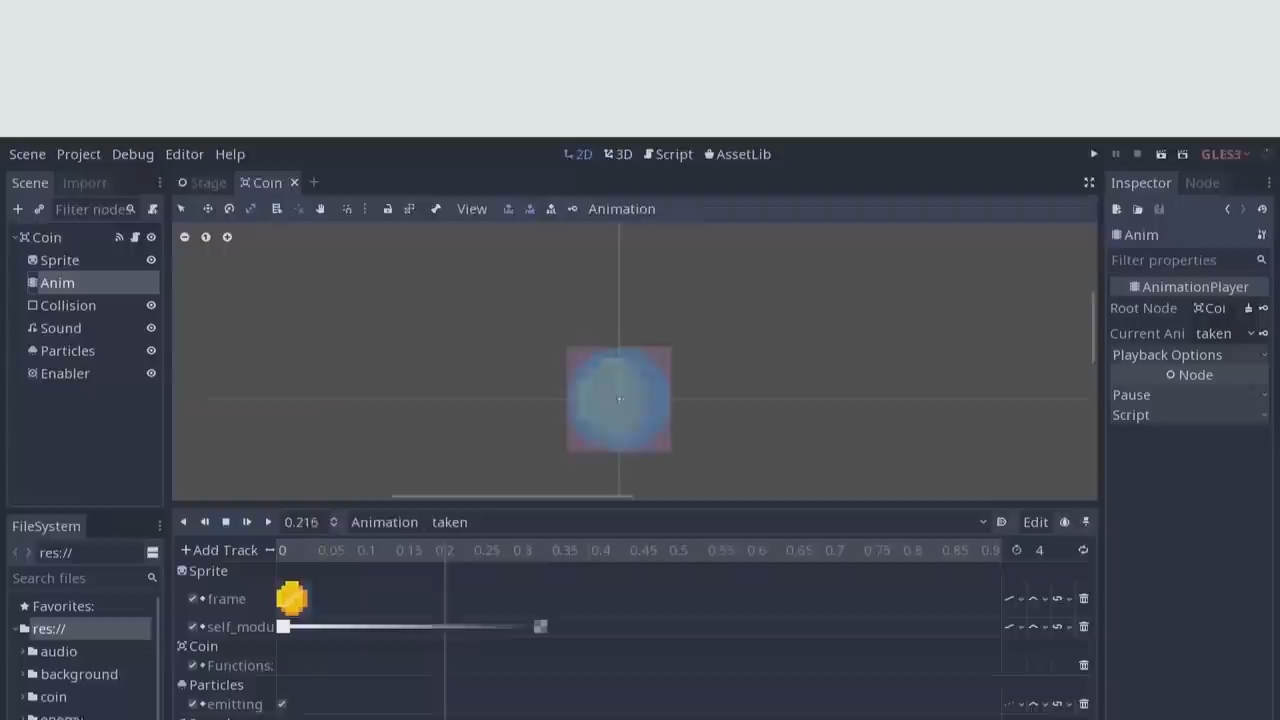 Scene Project Debug Editor Help 2D 3D Script AssetLib GLES3
Scene Import Stage Coin Inspector Node
Filter nodes View Animation
Coin Anim
Sprite Filter properties
Anim AnimationPlayer
Collision Root Node Coi
Sound Current Ani taken
Particles Playback Options
Enabler Node
Pause
Script
FileSystem 0.216 Animation taken Edit
res:// Add Track 0 0.05 0.1 0.15 0.2 0.25 0.3 0.35 0.4 0.45 0.5 0.55 0.6 0.65 0.7 0.75 0.8 0.85 0.9 4
Search files Sprite
Favorites: frame
res:// self_modu
audio Coin
background Functions:
coin Particles
emitting